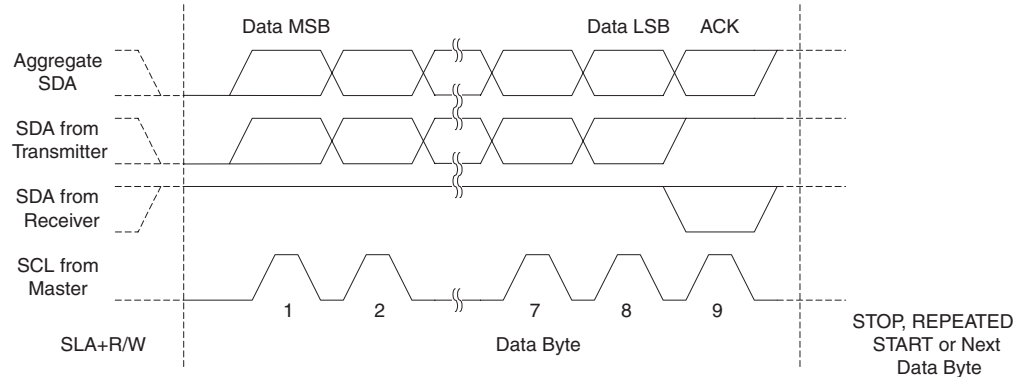 Data MSB Data LSB ACK
Aggregate
SDA
SDA from
Transmitter
SDA from
Receiver
SCL from
Master
1 2 7 8 9
SLA+R/W Data Byte
STOP, REPEATED
START or Next
Data Byte